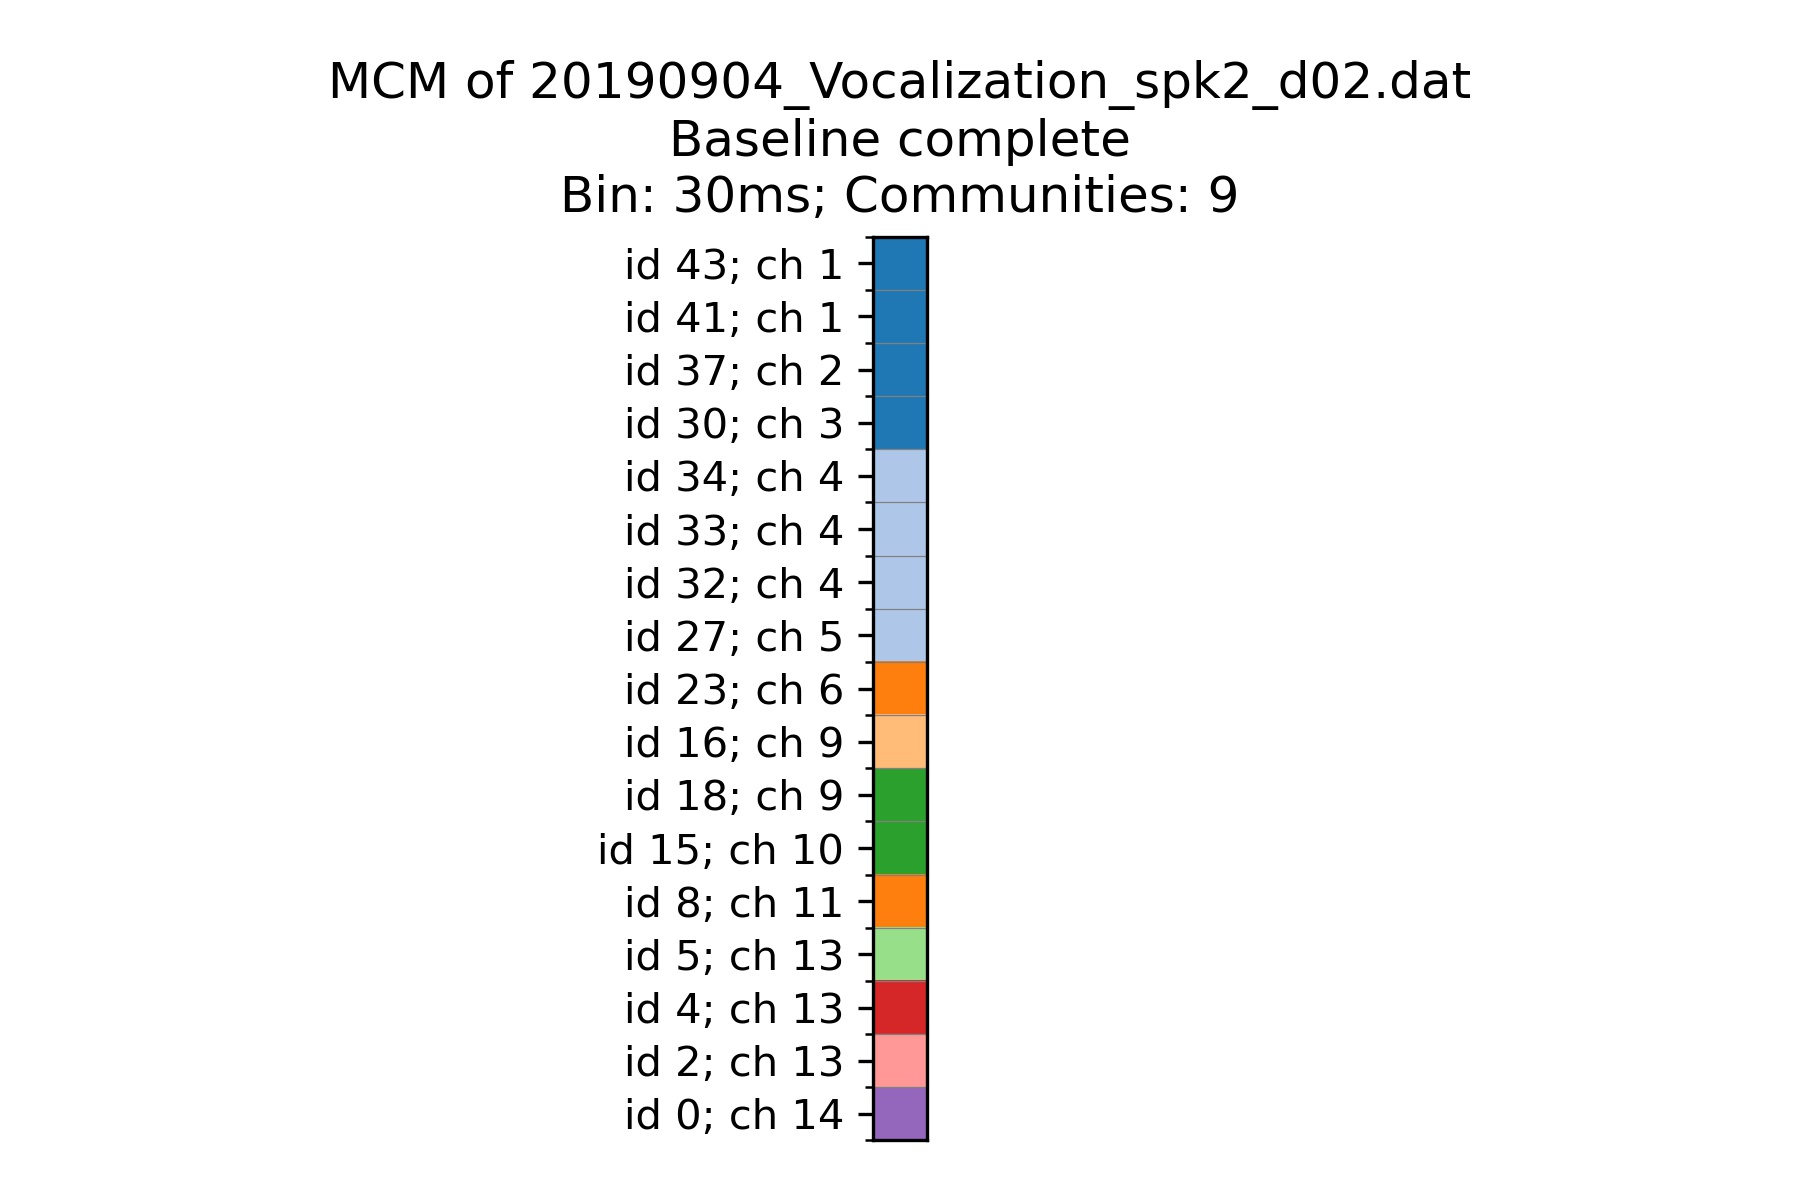 MCM of 20190904_Vocalization_spk2_d02.dat
Baseline complete
Bin: 30ms; Communities: 9
id 43; ch 1
id 41; ch 1
id 37; ch 2
id 30; ch 3
id 34; ch 4
id 33; ch 4
id 32; ch 4
id 27; ch 5
id 23; ch 6
id 16; ch 9
id 18; ch 9
id 15; ch 10
id 8; ch 11
id 5; ch 13
id 4; ch 13
id 2; ch 13
id 0; ch 14